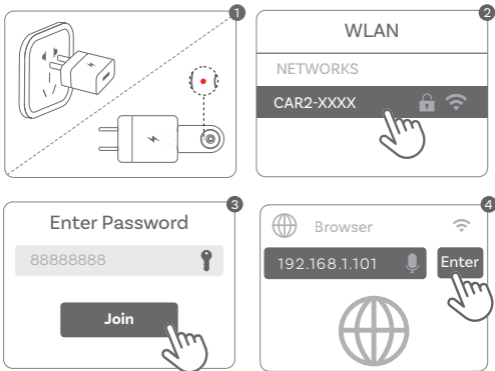 1
2
WLAN
NETWORKS
CAR2-XXXX
3
Enter Password
88888888
Join
4
Browser
192.168.1.101
Enter